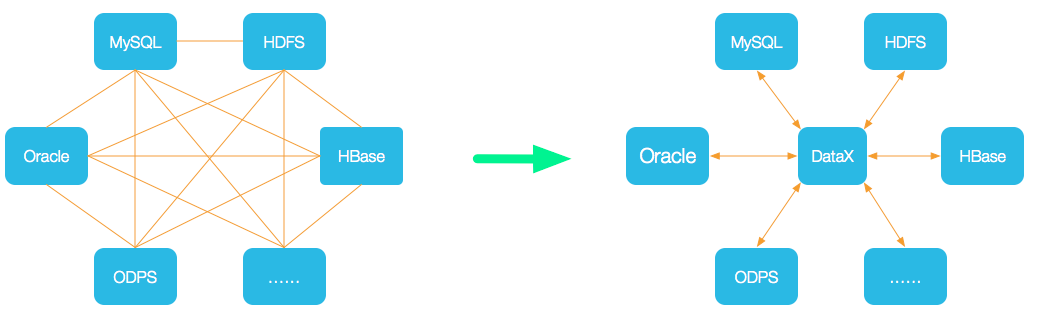 MySQL
HDFS
Oracle
HBase
ODPS
……
MySQL
HDFS
Oracle
DataX
HBase
ODPS
……